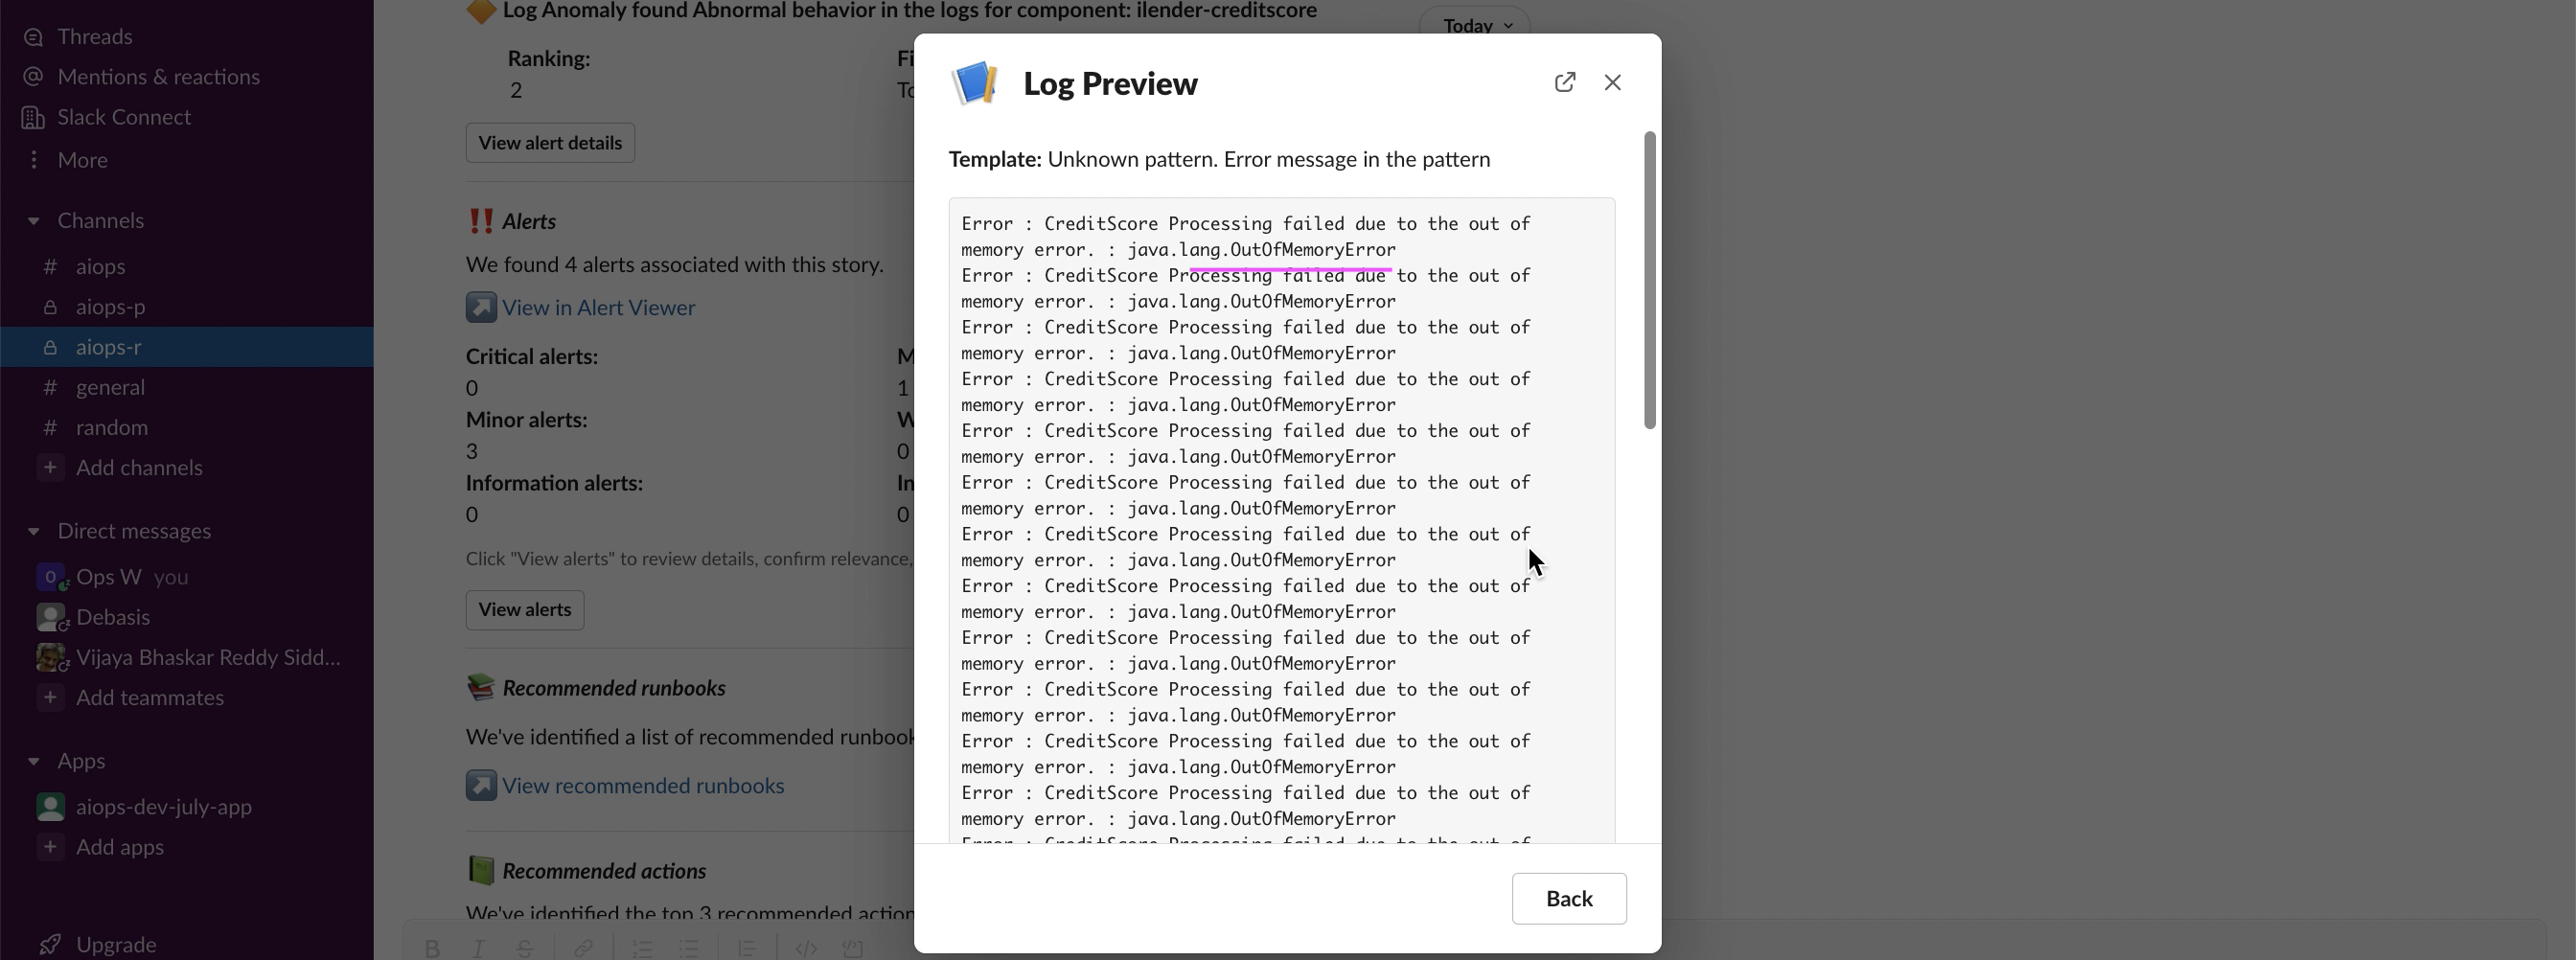 Threads
Mentions & reactions
Slack Connect
More
Channels
# aiops
aiops-p
aiops-r
# general
# random
+ Add channels
Direct messages
O Ops W you
Debasis
Vijaya Bhaskar Reddy Sidd...
+ Add teammates
Apps
aiops-dev-july-app
+ Add apps
Upgrade
Log Anomaly found Abnormal behavior in the logs for component: ilender-creditscore
Today
Ranking:
2
View alert details
Alerts
We found 4 alerts associated with this story.
View in Alert Viewer
Critical alerts:
0
M
1
Minor alerts:
3
W
0
Information alerts:
0
In
0
Click "View alerts" to review details, confirm relevance,
View alerts
Recommended runbooks
We've identified a list of recommended runbook
View recommended runbooks
Recommended actions
We've identified the top 3 recommended action
B I S
Log Preview
Template: Unknown pattern. Error message in the pattern
Error : CreditScore Processing failed due to the out of
memory error. : java.lang.OutOfMemoryError
Error : CreditScore Processing failed due to the out of
memory error. : java.lang.OutOfMemoryError
Error : CreditScore Processing failed due to the out of
memory error. : java.lang.OutOfMemoryError
Error : CreditScore Processing failed due to the out of
memory error. : java.lang.OutOfMemoryError
Error : CreditScore Processing failed due to the out of
memory error. : java.lang.OutOfMemoryError
Error : CreditScore Processing failed due to the out of
memory error. : java.lang.OutOfMemoryError
Error : CreditScore Processing failed due to the out of
memory error. : java.lang.OutOfMemoryError
Error : CreditScore Processing failed due to the out of
memory error. : java.lang.OutOfMemoryError
Error : CreditScore Processing failed due to the out of
memory error. : java.lang.OutOfMemoryError
Error : CreditScore Processing failed due to the out of
memory error. : java.lang.OutOfMemoryError
Error : CreditScore Processing failed due to the out of
memory error. : java.lang.OutOfMemoryError
Error : CreditScore Processing failed due to the out of
memory error. : java.lang.OutOfMemoryError
Error : CreditScore Processing failed due to the out of
Back